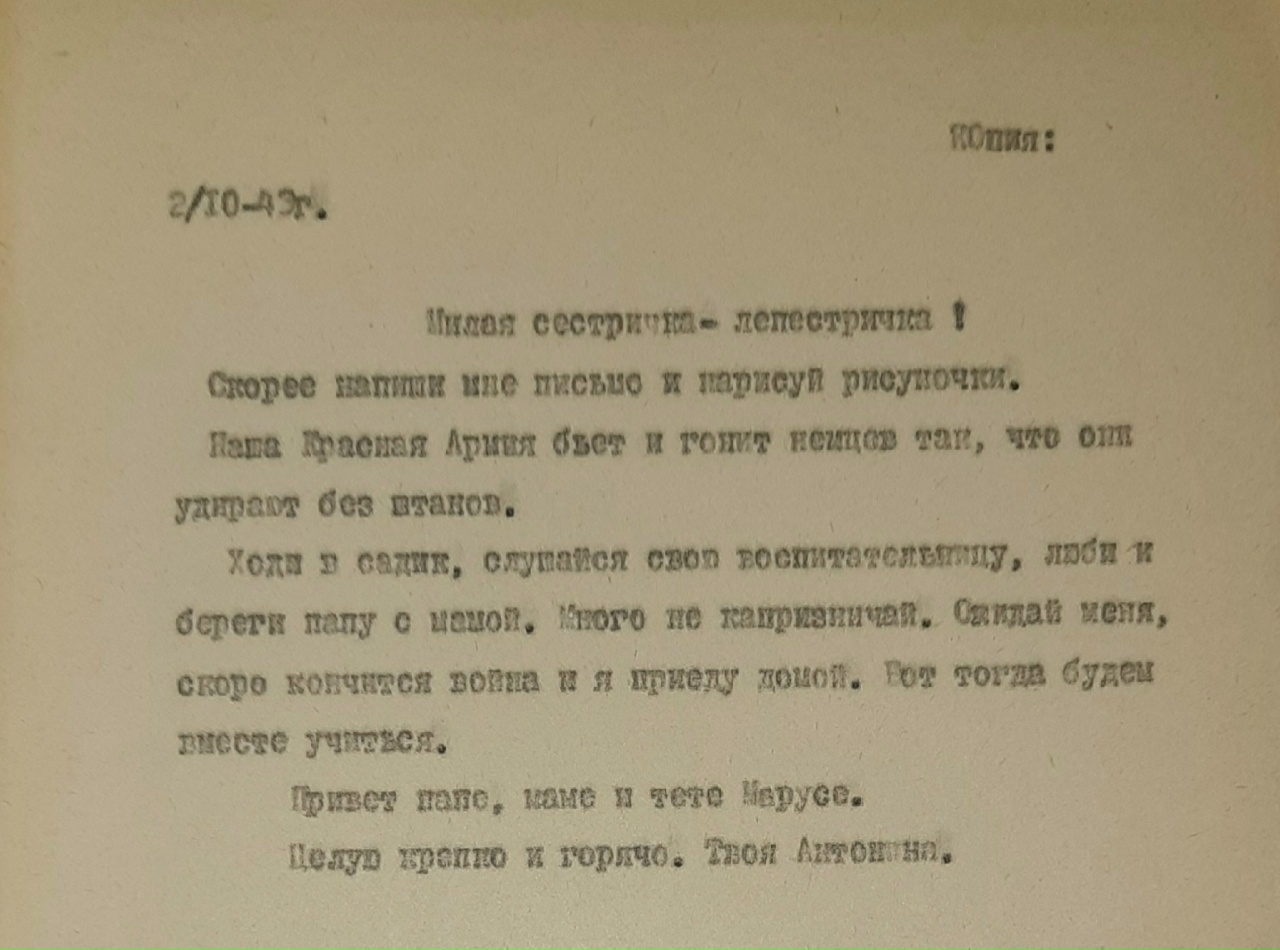 КОпия:
2/10-43г.
Милая сестричка- лепестричка !
Скорее напиши мне письмо и нарисуй рисуночки.
Наша Красная Армия бьет и гонит немцев так, что они
удирают без штанов.
Ходи в садик, слушайся свою воспитательницу, люби и
береги папу с мамой. Много не капризничай. Ожидай меня,
скоро кончится война и я приеду домой. Вот тогда будем
вместе учиться.
Привет папе, маме и тете Марусе.
Целую крепко и горячо. Твоя Антонина.